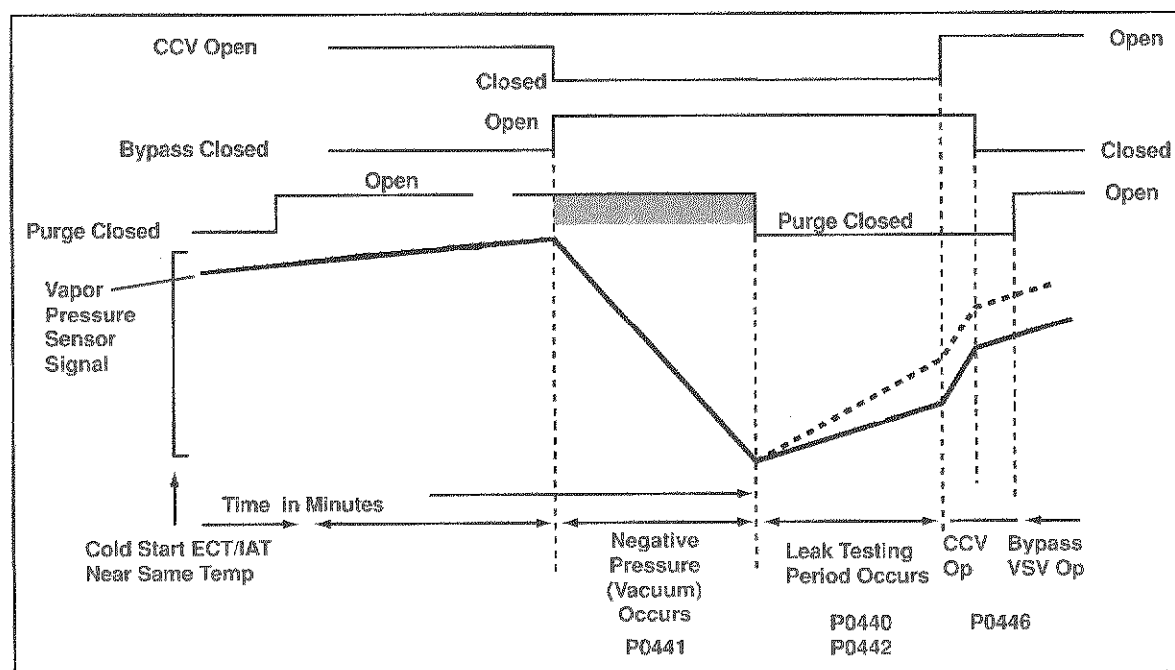 CCV Open
Closed
Open
Open
Bypass Closed
Closed
Open
Open
Purge Closed
Purge Closed
Vapor
Pressure
Sensor
Signal
Time in Minutes
Cold Start ECT/IAT
Near Same Temp
Negative
Pressure
(Vacuum)
Occurs
P0441
Leak Testing
Period Occurs
P0440
P0442
CCV
Op
Bypass
VSV Op
P0446